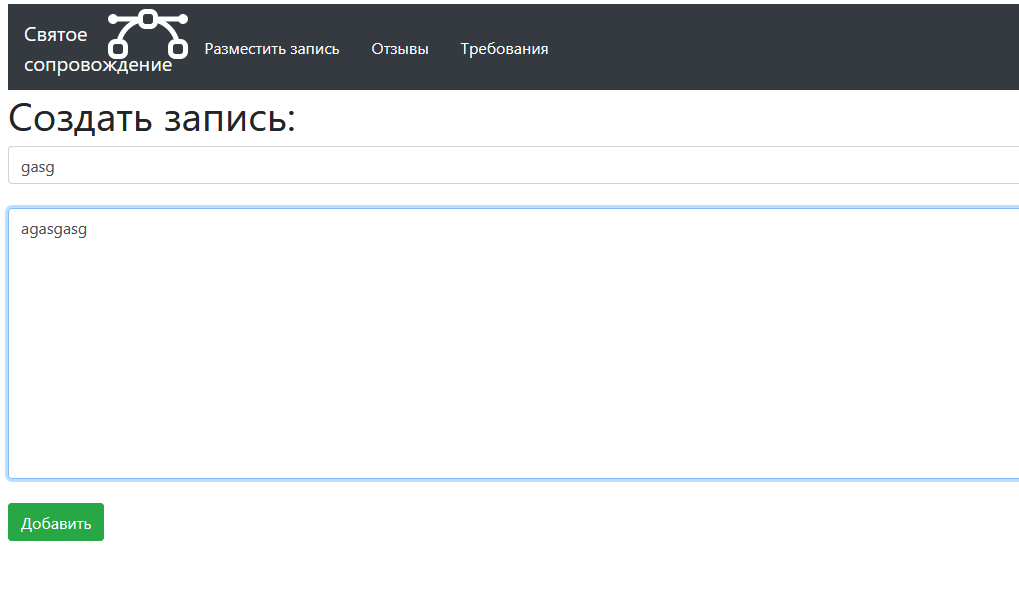 Святое
сопровождение
Разместить запись Отзывы Требования
Создать запись:
gasg
agasgasg
Добавить